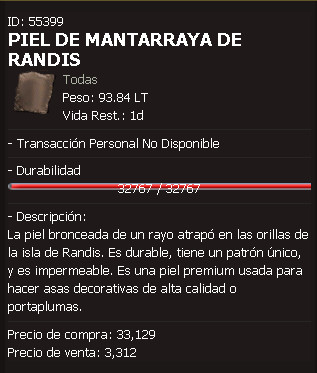 ID: 55399
PIEL DE MANTARRAYA DE
RANDIS
Todas
Peso: 93.84 LT
Vida Rest.: 1d
- Transacción Personal No Disponible
- Durabilidad
32767 / 32767
- Descripción:
La piel bronceada de un rayo atrapó en las orillas de
la isla de Randis. Es durable, tiene un patrón único,
y es impermeable. Es una piel premium usada para
hacer asas decorativas de alta calidad o
portaplumas.
Precio de compra: 33,129
Precio de venta: 3,312